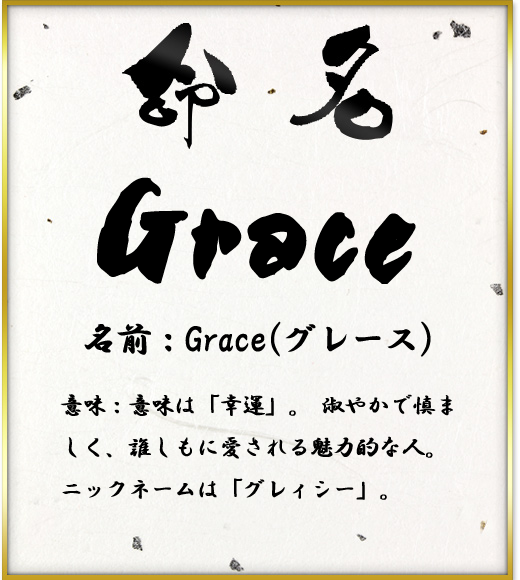 命名
Grace
名前：Grace(グレース)
意味：意味は「幸運」。 淑やかで慎ま
しく、誰しもに愛される魅力的な人。
ニックネームは「グレィシー」。